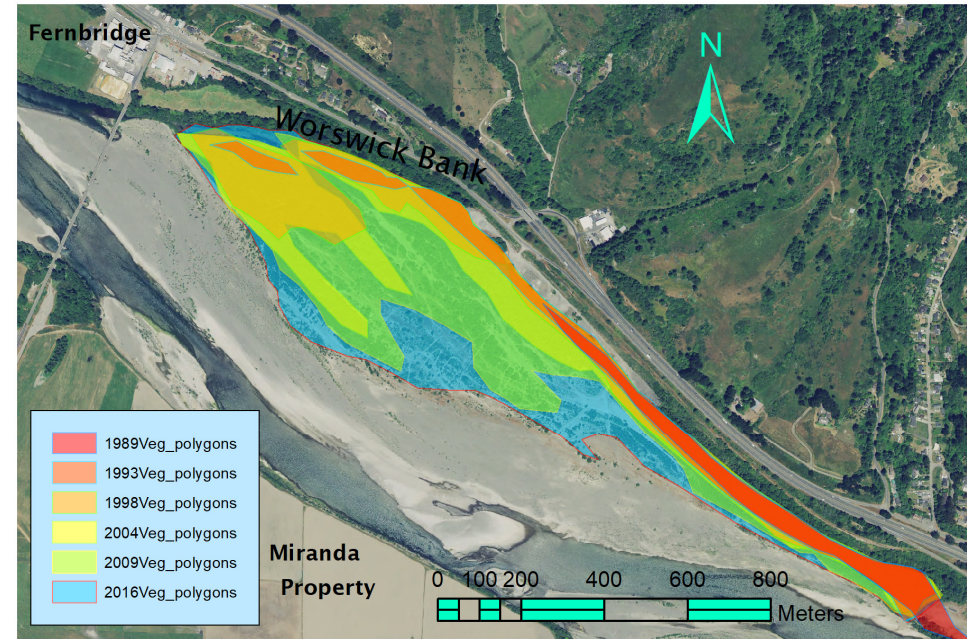 Fernbridge
N
Worswick Bank
1989Veg_polygons
1993Veg_polygons
1998Veg_polygons
2004Veg_polygons
2009Veg_polygons
2016Veg_polygons
Miranda
Property
0 100 200 400 600 800
Meters